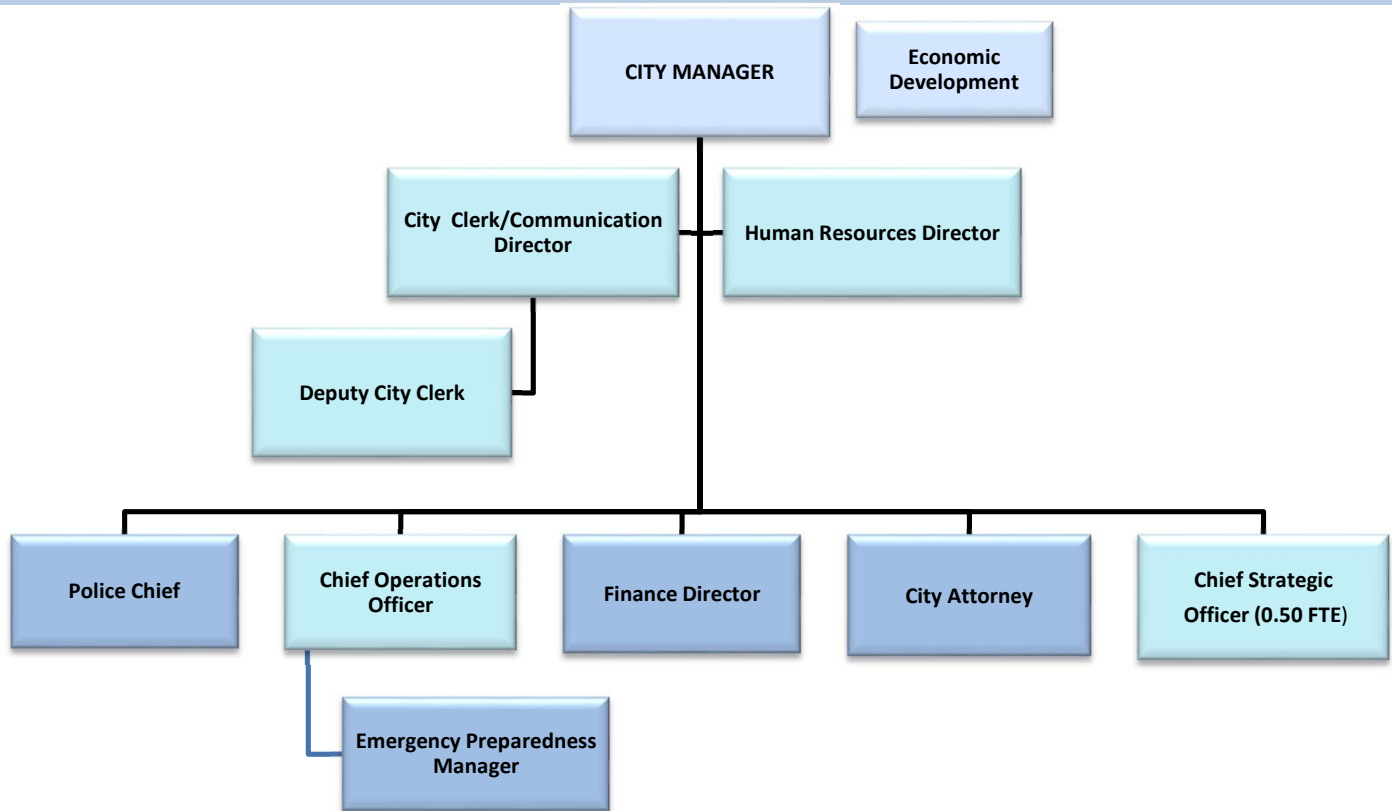 CITY MANAGER
Economic
Development
City  Clerk/Communication
Director
Human Resources Director
Deputy City Clerk
Police Chief
Chief Operations
Officer
Finance Director
City Attorney
Chief Strategic
Officer (0.50 FTE)
Emergency Preparedness
Manager